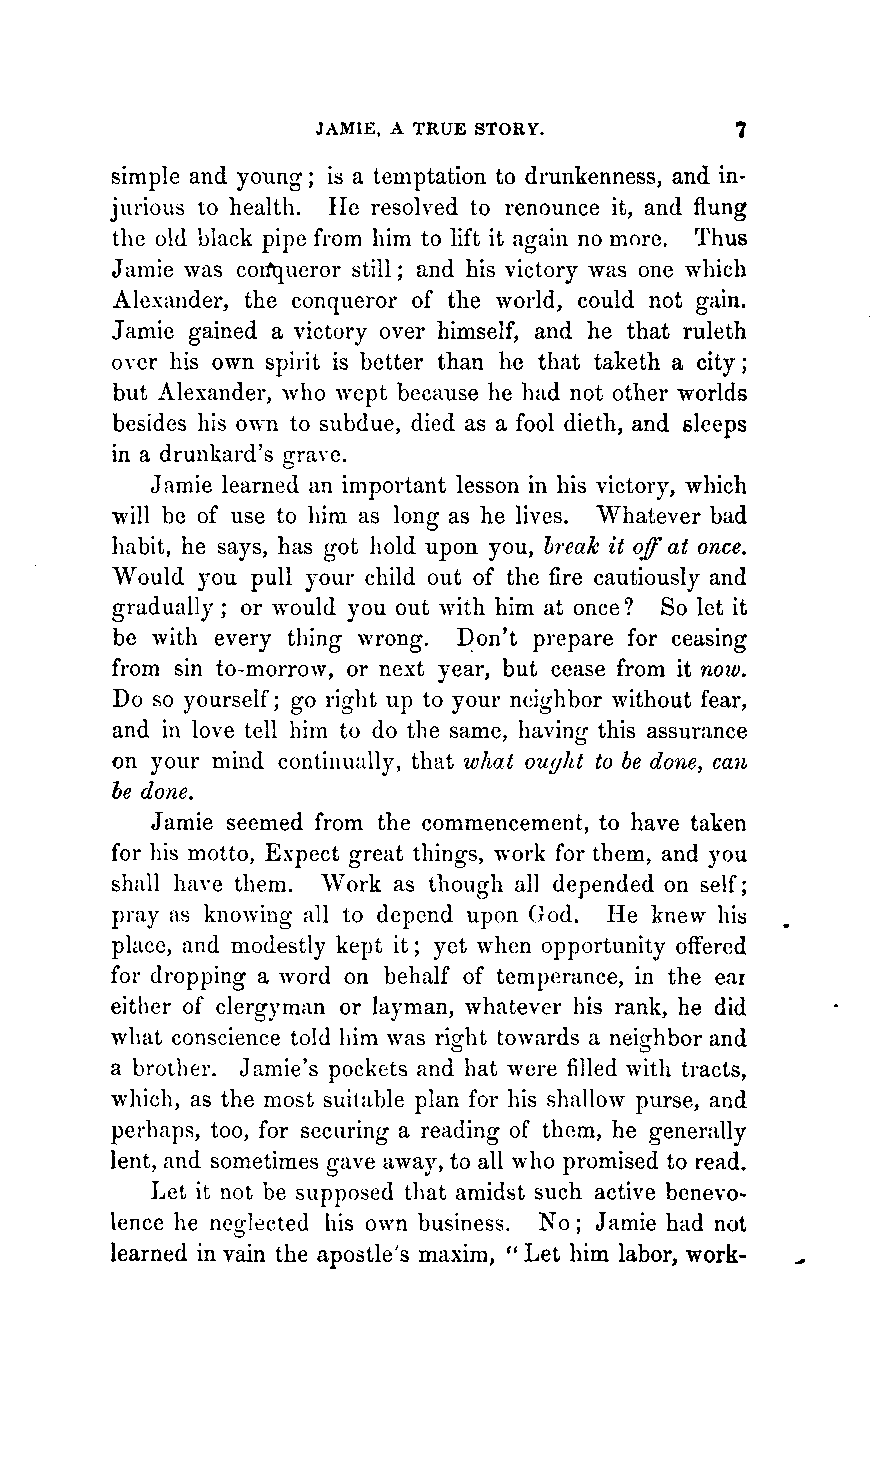 JAMIE, A TRUE STORY. 7
simple and young; is a temptation to drunkenness, and in-
jurious to health. He resolved to renounce it, and flung
the old black pipe from him to lift it again no more. Thus
Jamie was conqueror still; and his victory was one which
Alexander, the conqueror of the world, could not gain.
Jamie gained a victory over himself, and he that ruleth
over his own spirit is better than he that taketh a city;
but Alexander, who wept because he had not other worlds
besides his own to subdue, died as a fool dieth, and sleeps
in a drunkard's grave.
Jamie learned an important lesson in his victory, which
will be of use to him as long as he lives. Whatever bad
habit, he says, has got hold upon you, break it off at once.
Would you pull your child out of the fire cautiously and
gradually; or would you out with him at once? So let it
be with every thing wrong. Don't prepare for ceasing
from sin to-morrow, or next year, but cease from it now.
Do so yourself; go right up to your neighbor without fear,
and in love tell him to do the same, having this assurance
on your mind continually, that what ought to be done, can
be done.
Jamie seemed from the commencement, to have taken
for his motto, Expect great things, work for them, and you
shall have them. Work as though all depended on self;
pray as knowing all to depend upon God. He knew his
place, and modestly kept it; yet when opportunity offered
for dropping a word on behalf of temperance, in the ear
either of clergyman or layman, whatever his rank, he did
what conscience told him was right towards a neighbor and
a brother. Jamie's pockets and hat were filled with tracts,
which, as the most suitable plan for his shallow purse, and
perhaps, too, for securing a reading of them, he generally
lent, and sometimes gave away, to all who promised to read.
Let it not be supposed that amidst such active benevo-
lence he neglected his own business. No; Jamie had not
learned in vain the apostle's maxim, "Let him labor, work-